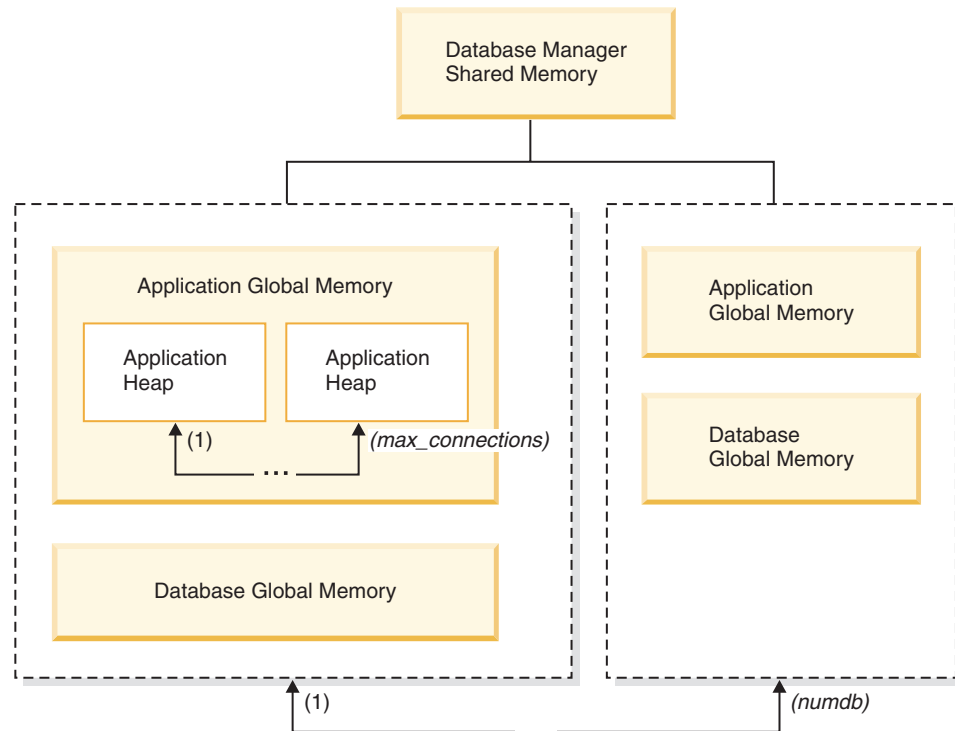 Database Manager
Shared Memory
Application Global Memory
Application
Heap
Application
Heap
(1)
...
(max_connections)
Database Global Memory
Application
Global Memory
Database
Global Memory
(1)
(numdb)